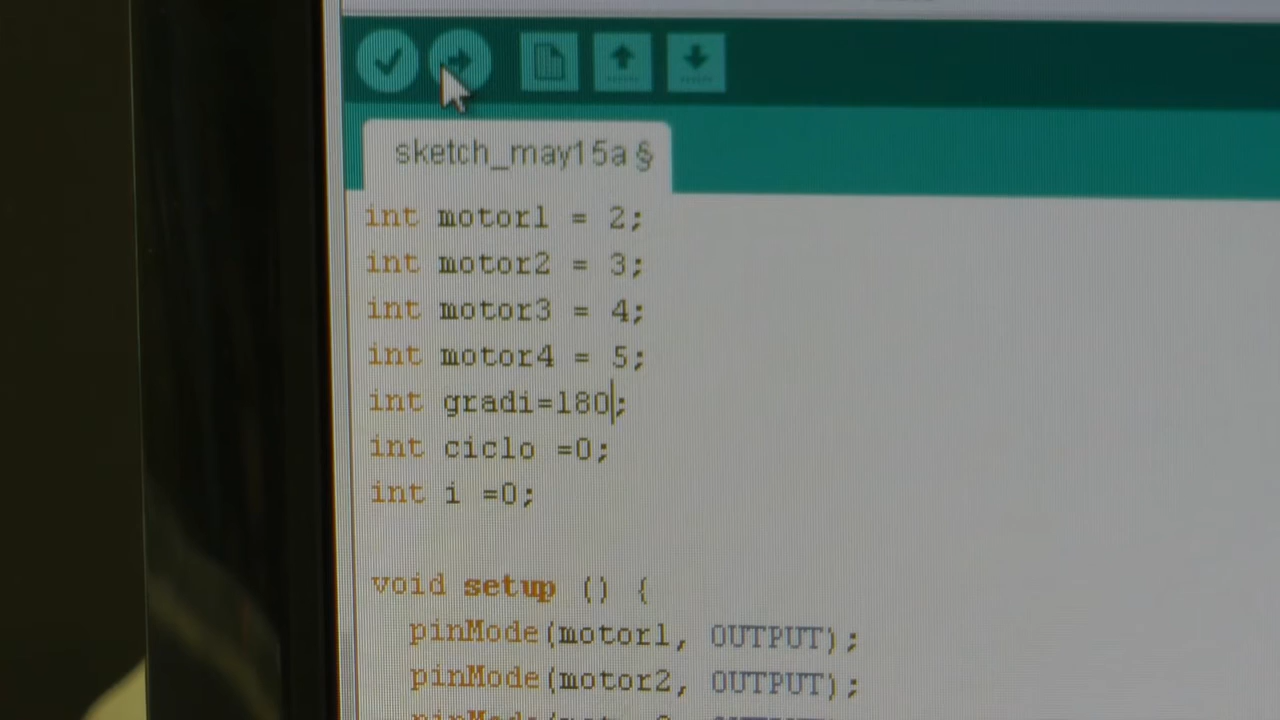 sketch_may15a §
int motor1 = 2;
int motor2 = 3;
int motor3 = 4;
int motor4 = 5;
int gradi=180;
int ciclo =0;
int i =0;
void setup () {
pinMode(motor1, OUTPUT);
pinMode(motor2, OUTPUT);